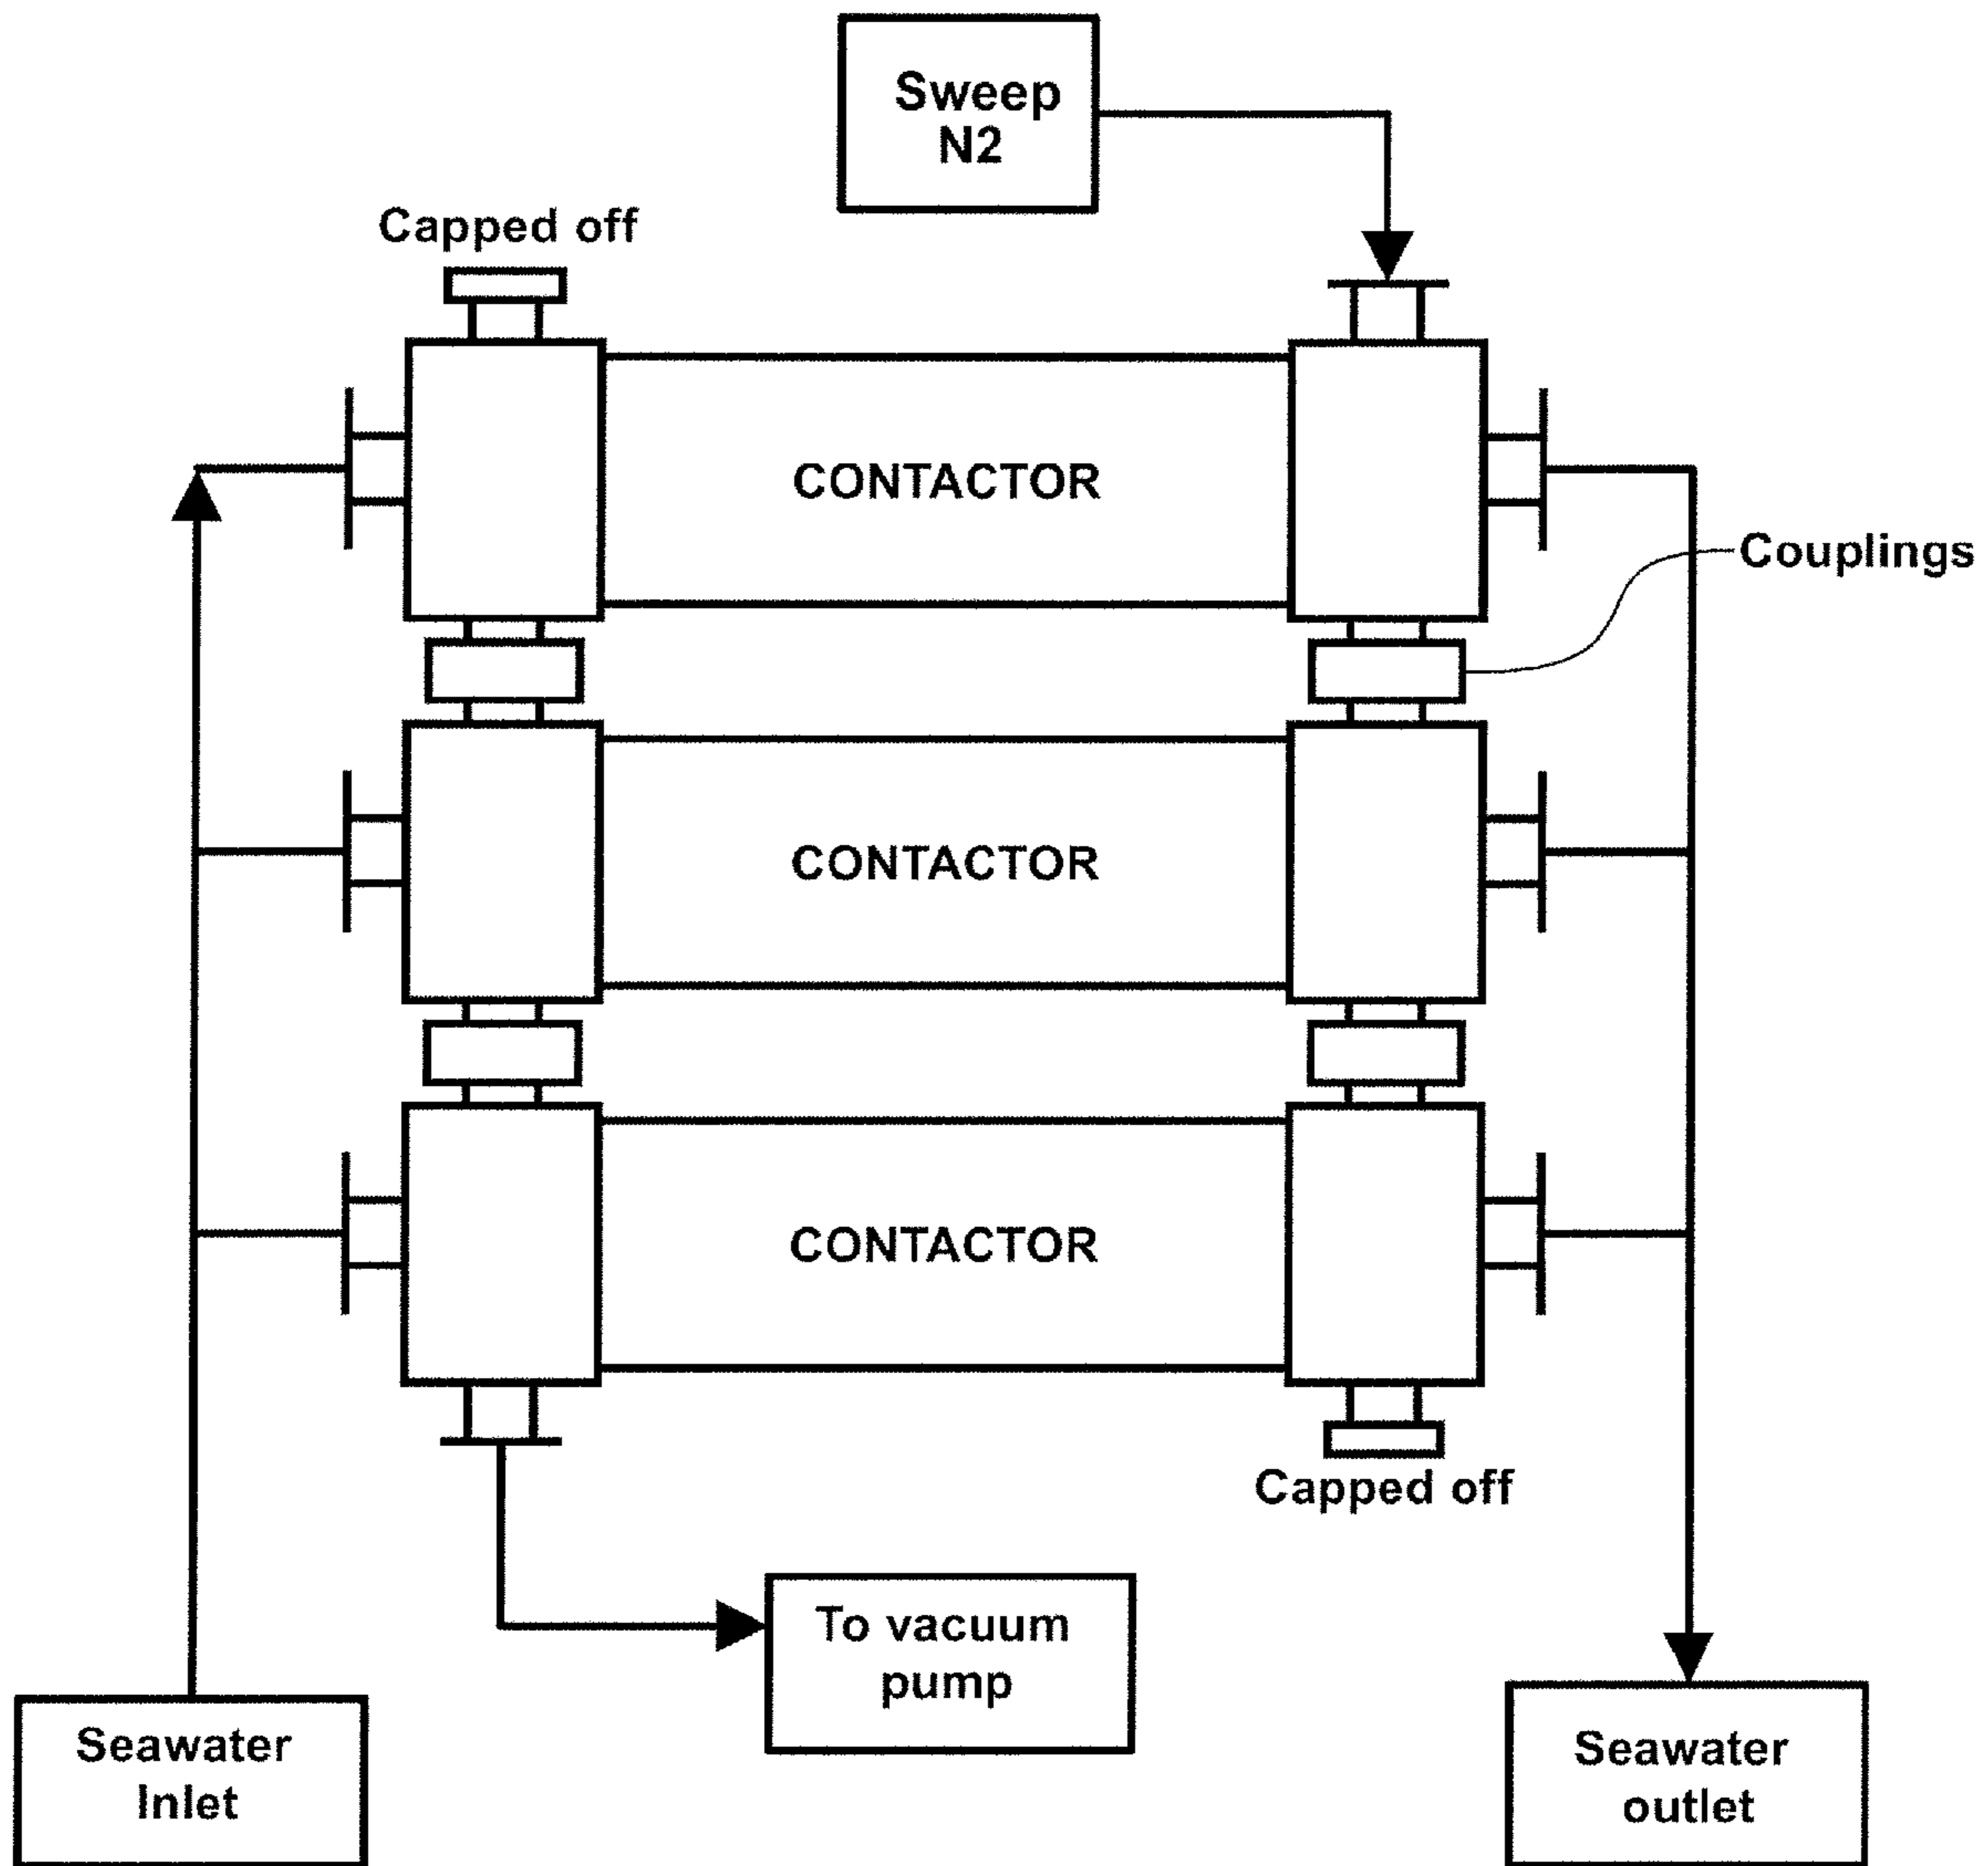 Sweep
N2
Capped off
CONTACTOR
Couplings
CONTACTOR
CONTACTOR
Capped off
To vacuum
pump
Seawater
Inlet
Seawater
outlet